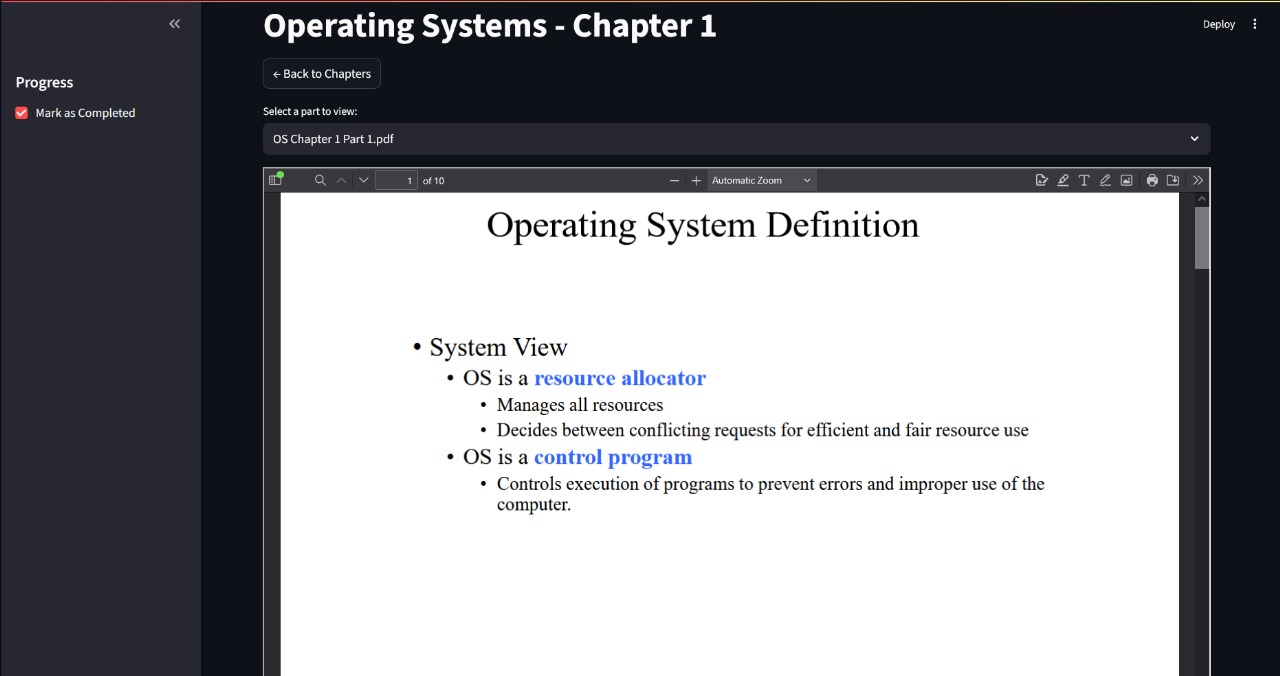 Operating Systems - Chapter 1
Deploy
← Back to Chapters
Progress
Mark as Completed
Select a part to view:
OS Chapter 1 Part 1.pdf
1 of 10
Automatic Zoom
Operating System Definition
• System View
• OS is a resource allocator
• Manages all resources
• Decides between conflicting requests for efficient and fair resource use
• OS is a control program
• Controls execution of programs to prevent errors and improper use of the
computer.